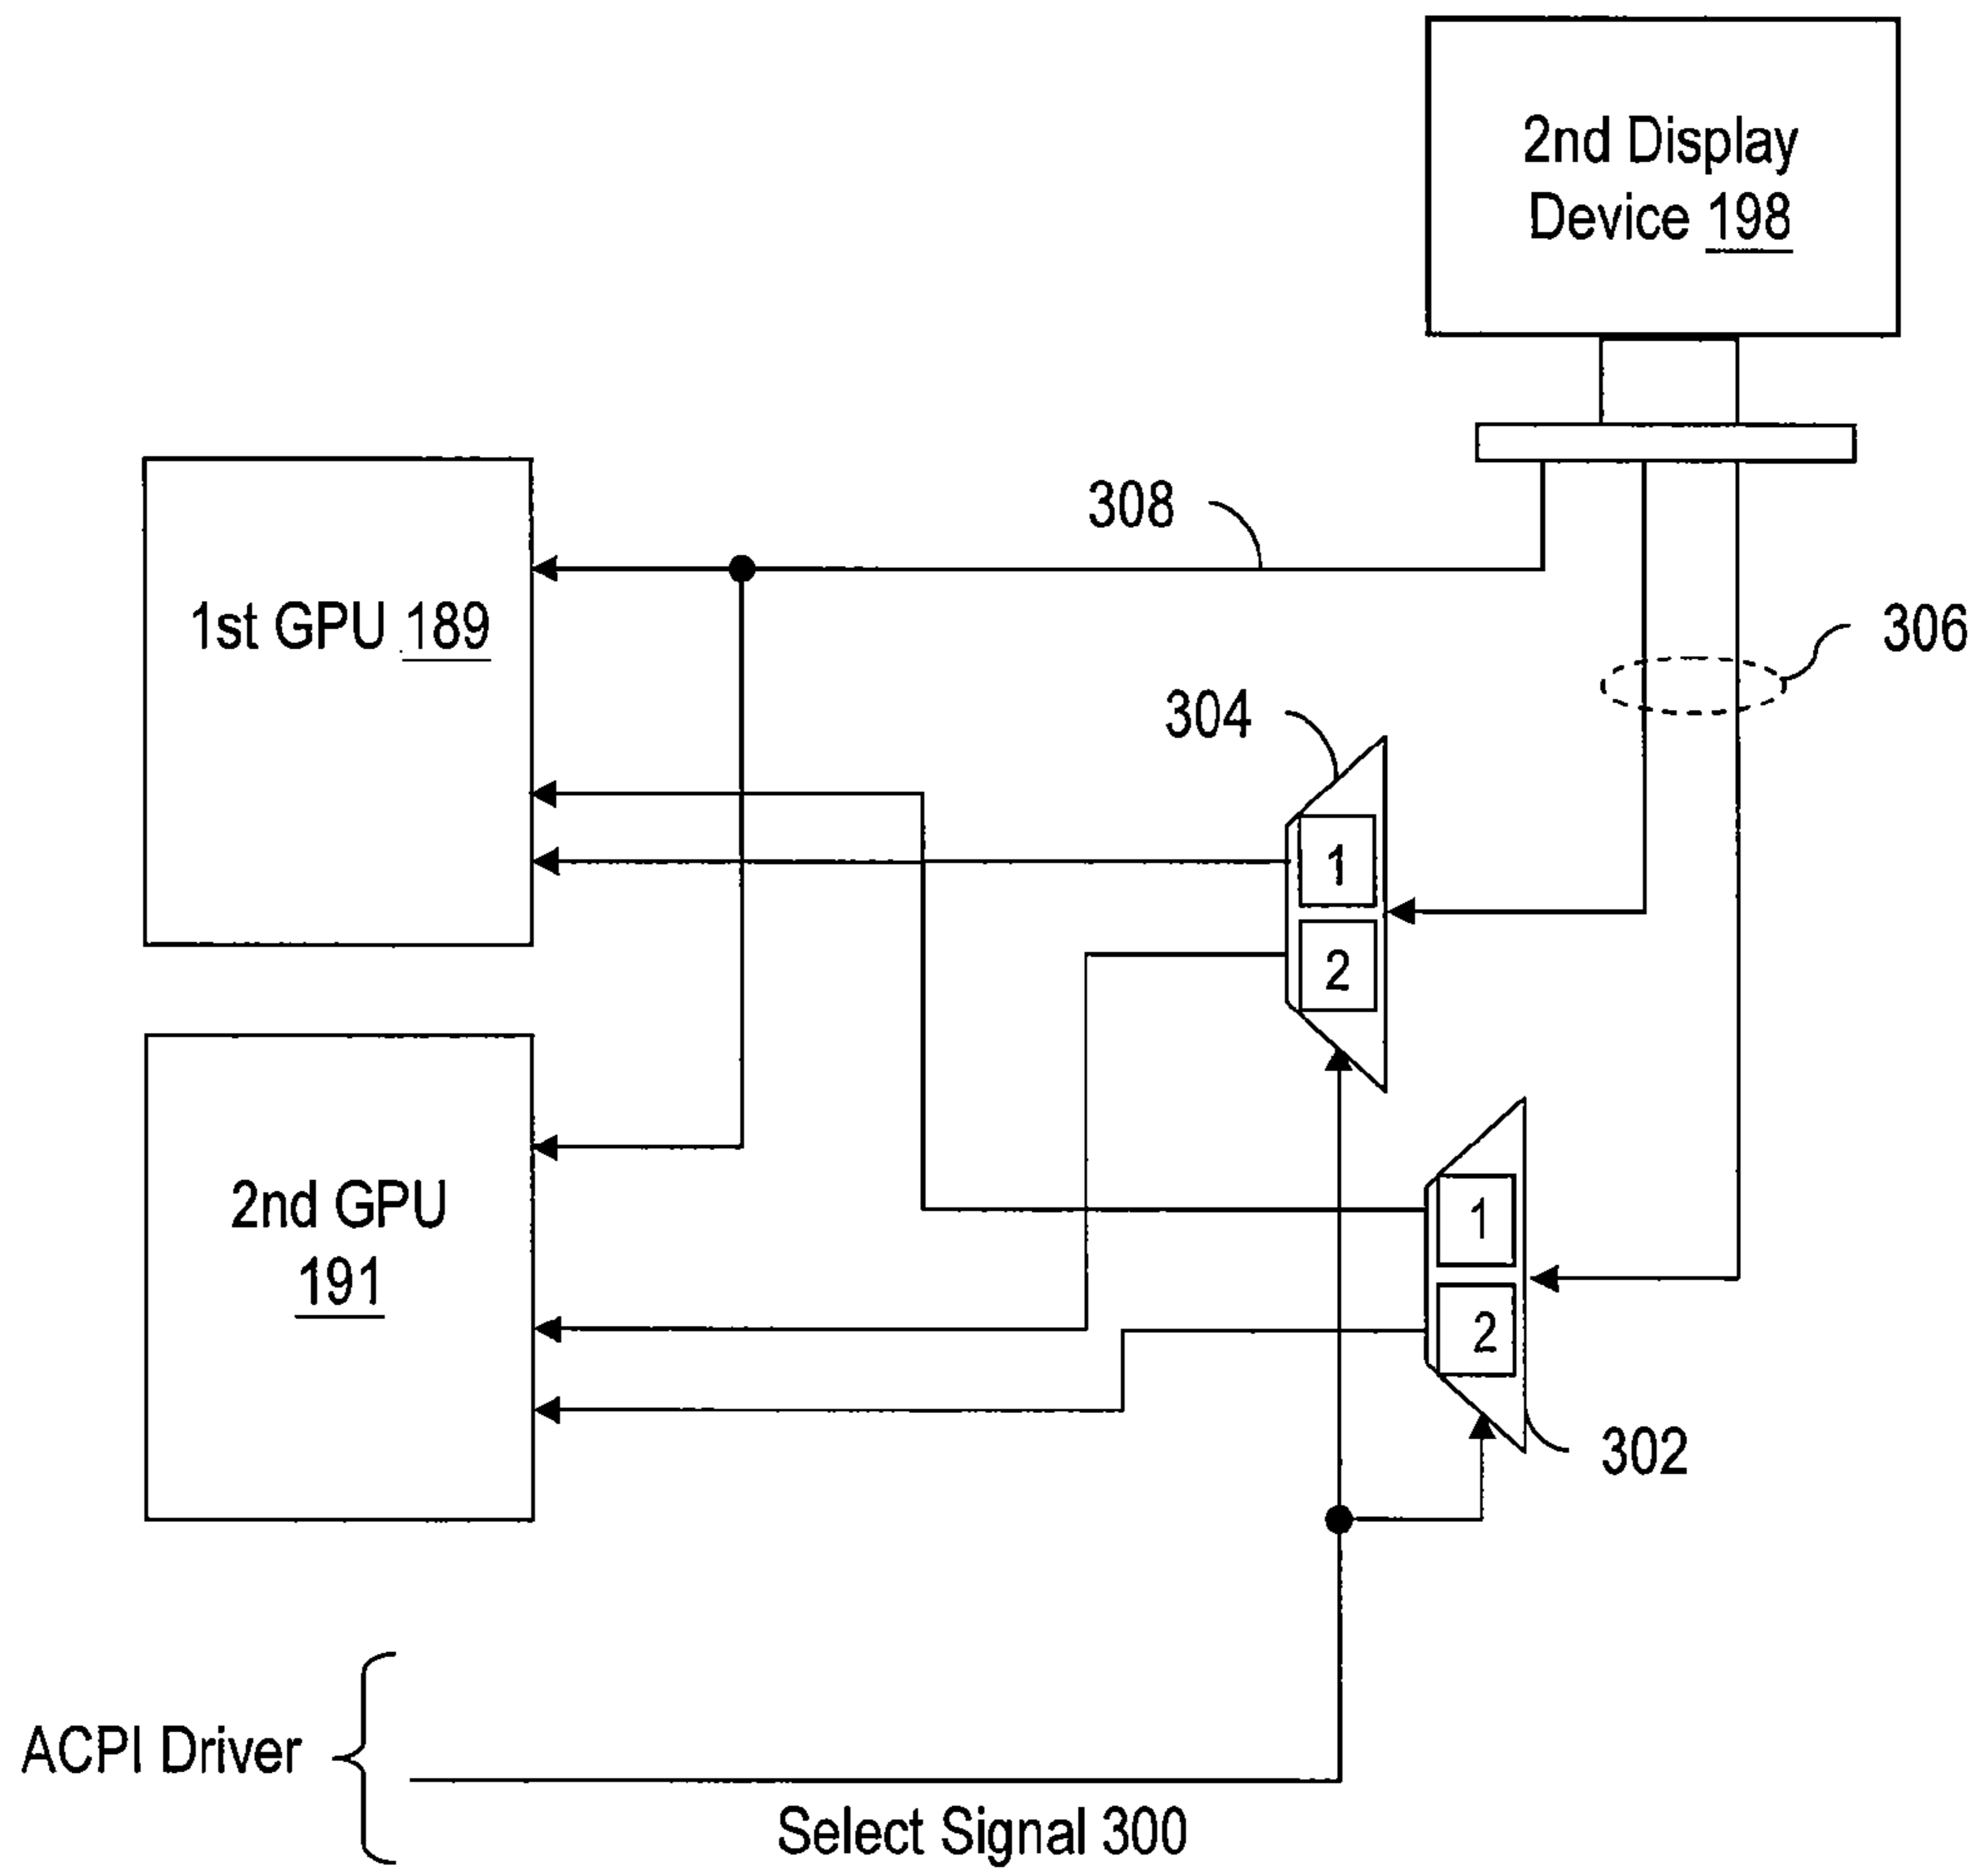 2nd Display
Device 198
308
1st GPU 189
306
304
1
2
2nd GPU
191
1
2
302
ACPI Driver
Select Signal 300